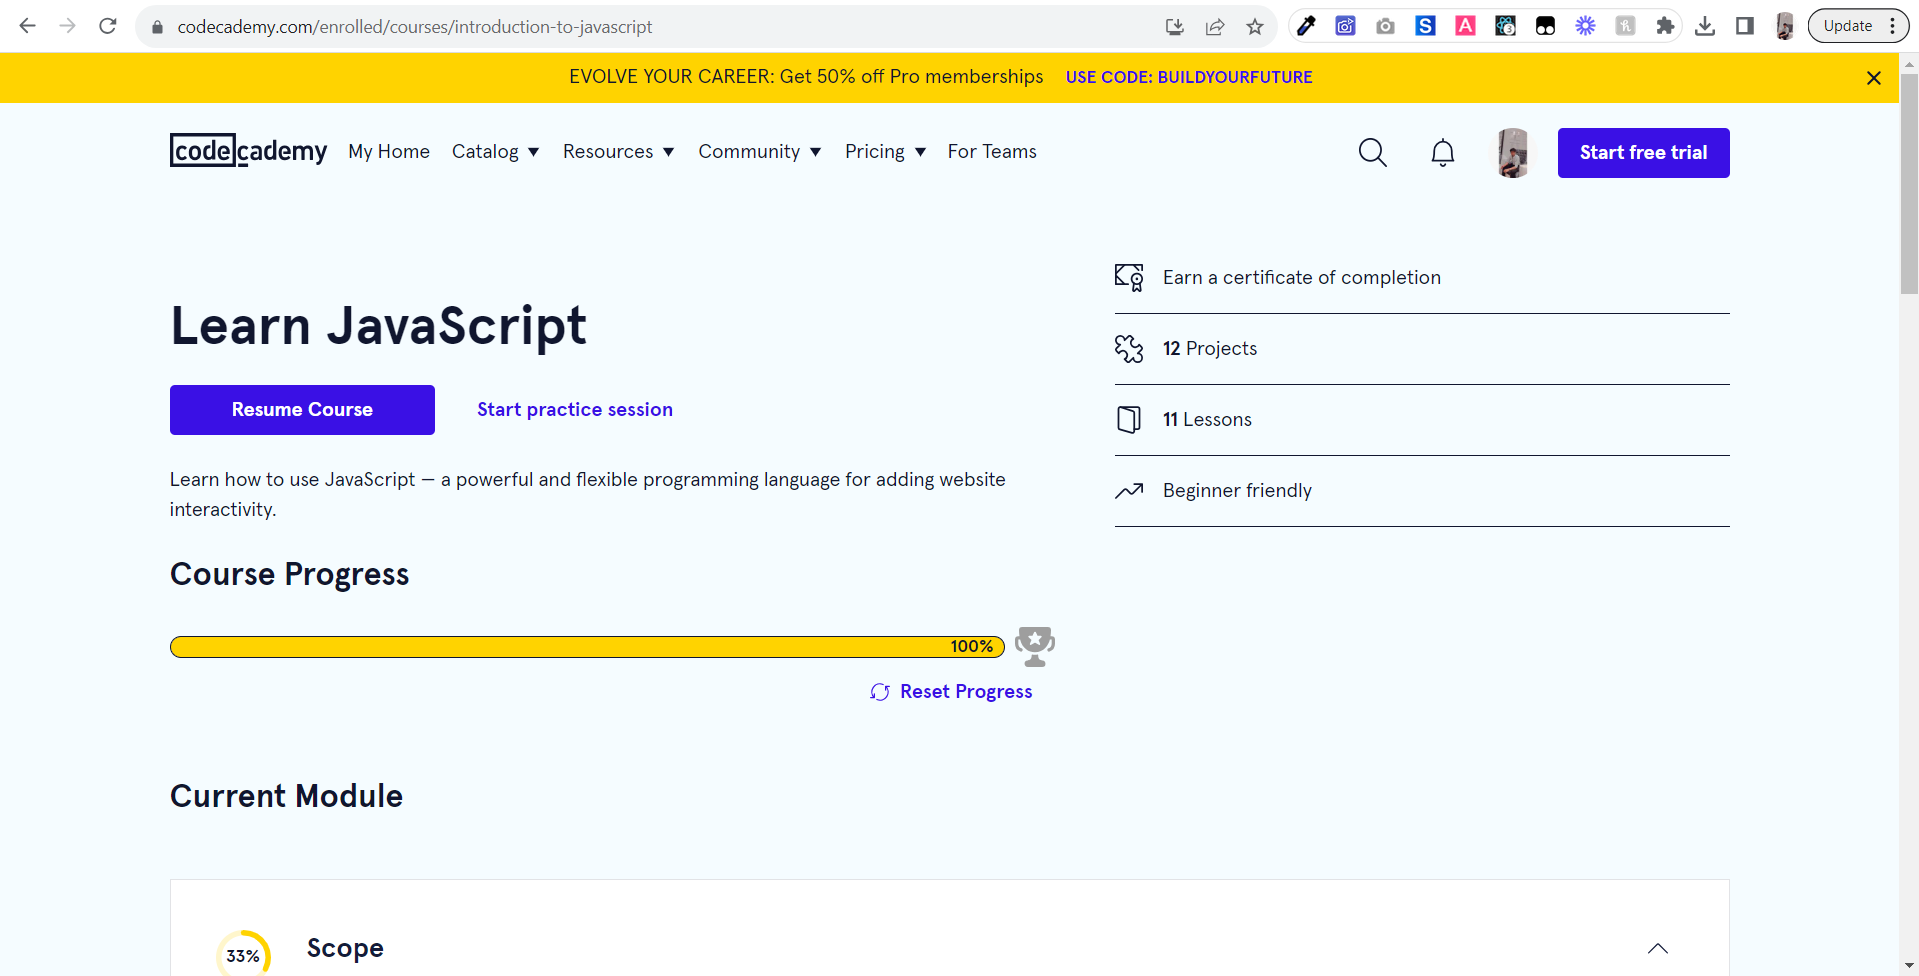 codecademy.com/enrolled/courses/introduction-to-javascript
S
A
3
h
Update
EVOLVE YOUR CAREER: Get 50% off Pro memberships USE CODE: BUILDYOURFUTURE
codecademy My Home Catalog Resources Community Pricing For Teams Start free trial
Learn JavaScript
Resume Course Start practice session
Learn how to use JavaScript — a powerful and flexible programming language for adding website
interactivity.
Earn a certificate of completion
12 Projects
11 Lessons
Beginner friendly
Course Progress
100%
Reset Progress
Current Module
33% Scope